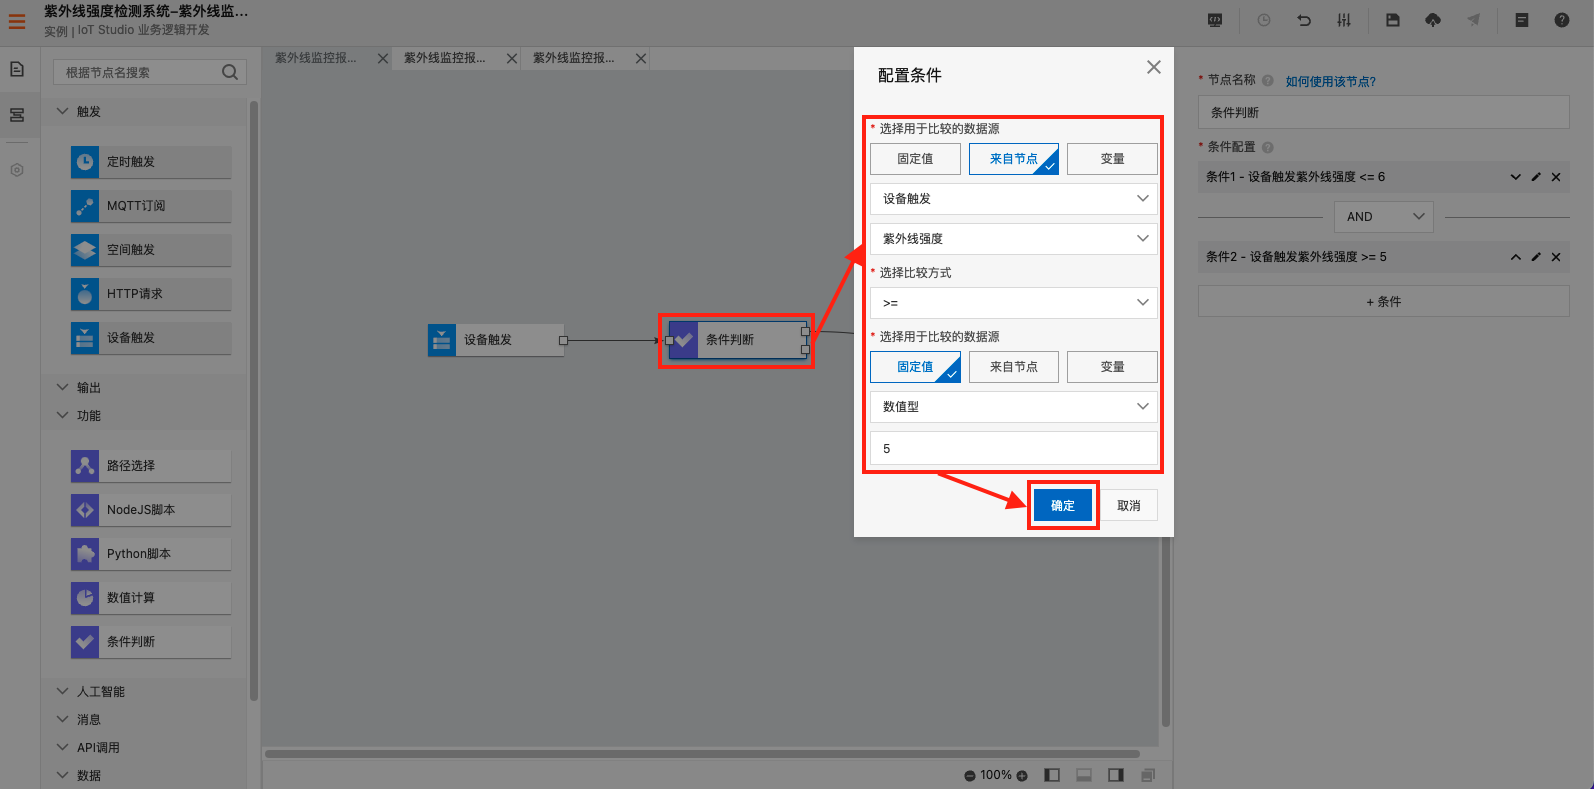 紫外线强度检测系统-紫外线监...
实例 | IoT Studio 业务逻辑开发
根据节点名搜索
触发
定时触发
MQTT订阅
空间触发
HTTP请求
设备触发
输出
功能
路径选择
NodeJS脚本
Python脚本
数值计算
条件判断
人工智能
消息
API调用
数据
紫外线监控报...
紫外线监控报...
紫外线监控报...
设备触发
条件判断
100%
配置条件
* 选择用于比较的数据源
固定值
来自节点
变量
设备触发
紫外线强度
* 选择比较方式
>=
* 选择用于比较的数据源
固定值
来自节点
变量
数值型
5
确定
取消
* 节点名称
如何使用该节点?
条件判断
* 条件配置
条件1 - 设备触发紫外线强度 <= 6
AND
条件2 - 设备触发紫外线强度 >= 5
+ 条件